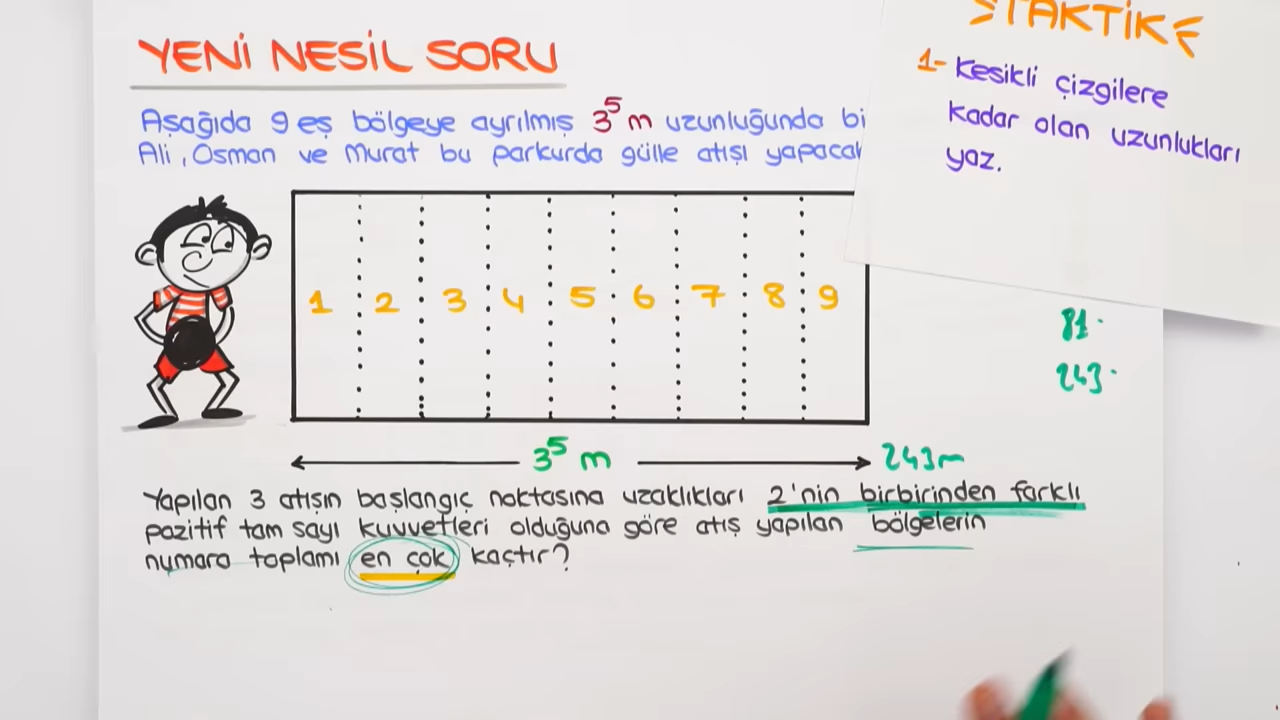 YENİ NESİL SORU
TAKTİK
1- Kesikli çizgilere
kadar olan uzunlukları
yaz.
Aşağıda 9 eş bölgeye ayrılmış 3⁵ m uzunluğunda bi
Ali, Osman ve Murat bu parkurda gülle atışı yapacak
1 2 3 4 5 6 7 8 9
81
243
3⁵ m
243m
Yapılan 3 atışın başlangıç noktasına uzaklıkları 2'nin birbirinden farklı
pozitif tam sayı kuvvetleri olduğuna göre atış yapılan bölgelerin
numara toplamı en çok kaçtır?